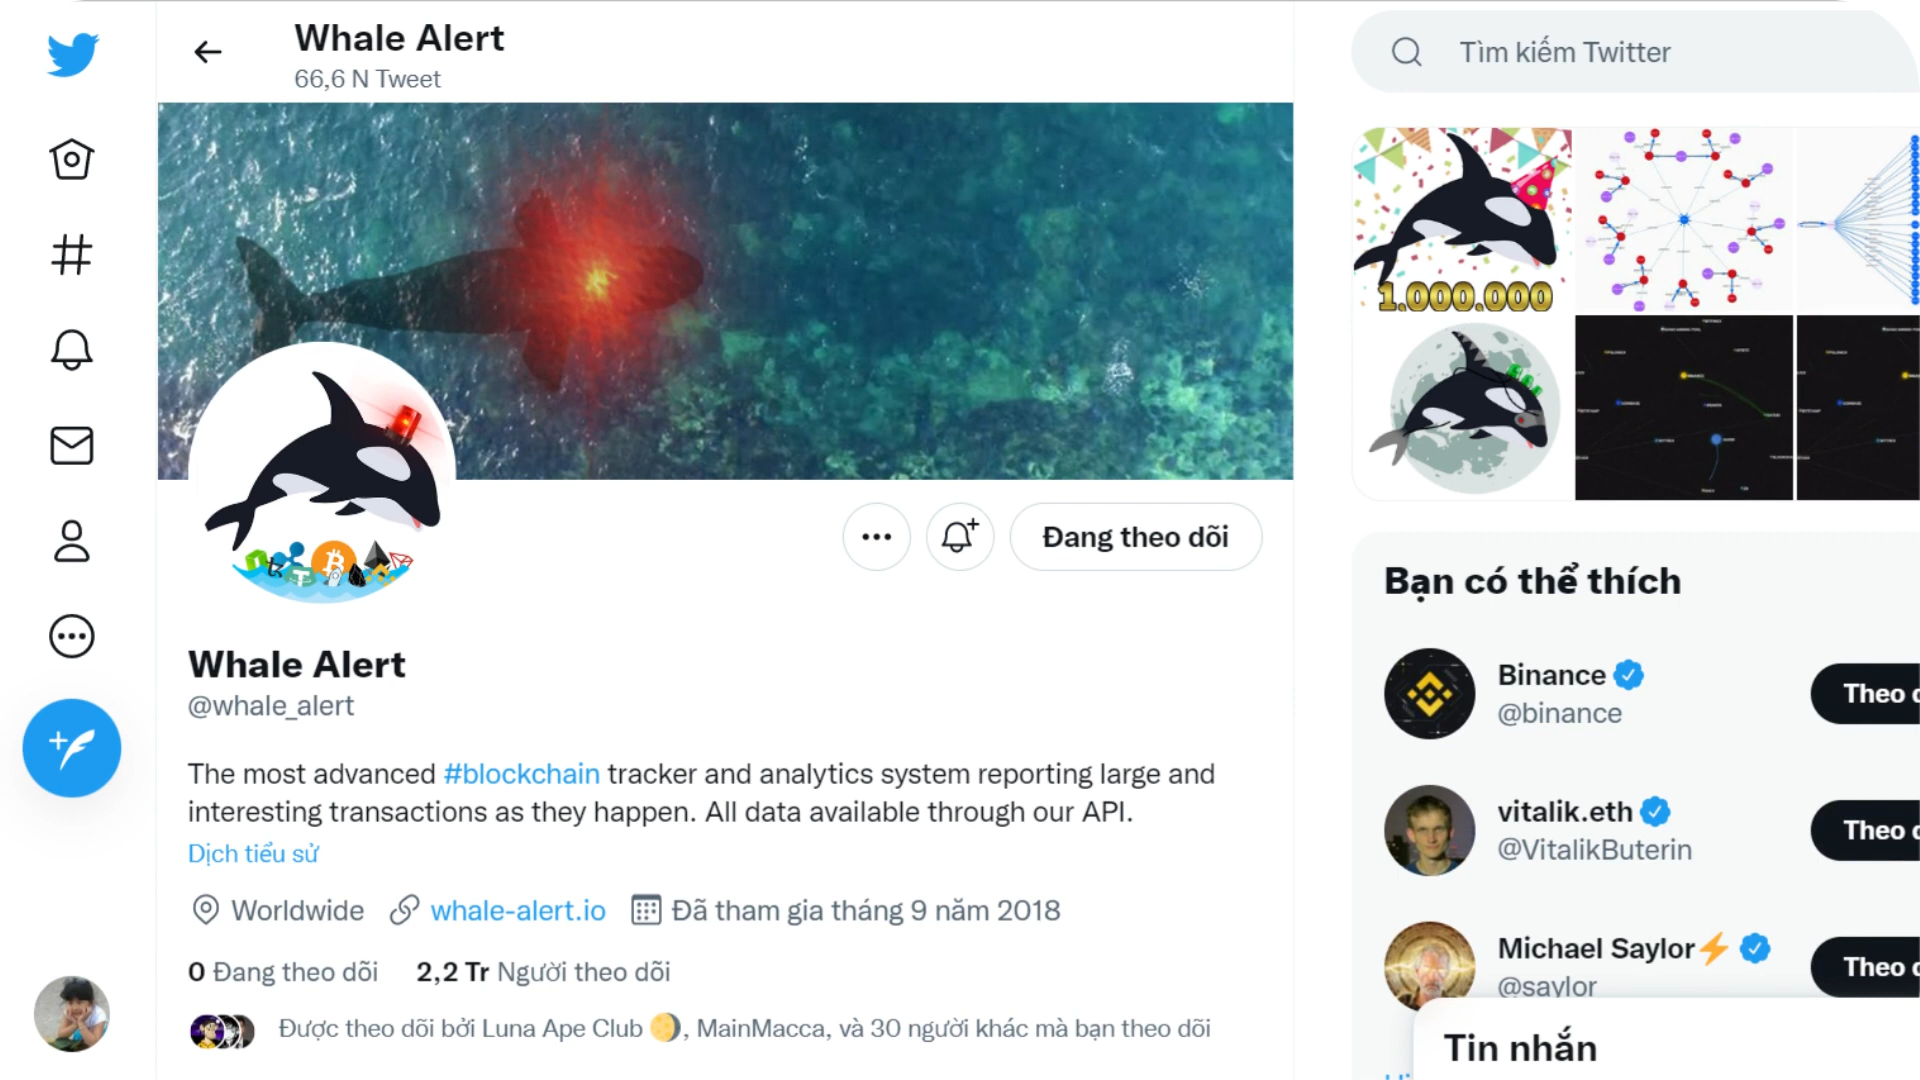 Whale Alert
66,6 N Tweet
Tìm kiếm Twitter
1.000.000
Đang theo dõi
Whale Alert
@whale_alert
The most advanced #blockchain tracker and analytics system reporting large and
interesting transactions as they happen. All data available through our API.
Dịch tiểu sử
Worldwide whale-alert.io Đã tham gia tháng 9 năm 2018
0 Đang theo dõi 2,2 Tr Người theo dõi
Được theo dõi bởi Luna Ape Club , MainMacca, và 30 người khác mà bạn theo dõi
Bạn có thể thích
Binance
@binance
Theo
vitalik.eth
@VitalikButerin
Theo
Michael Saylor
@saylor
Theo
Tin nhắn